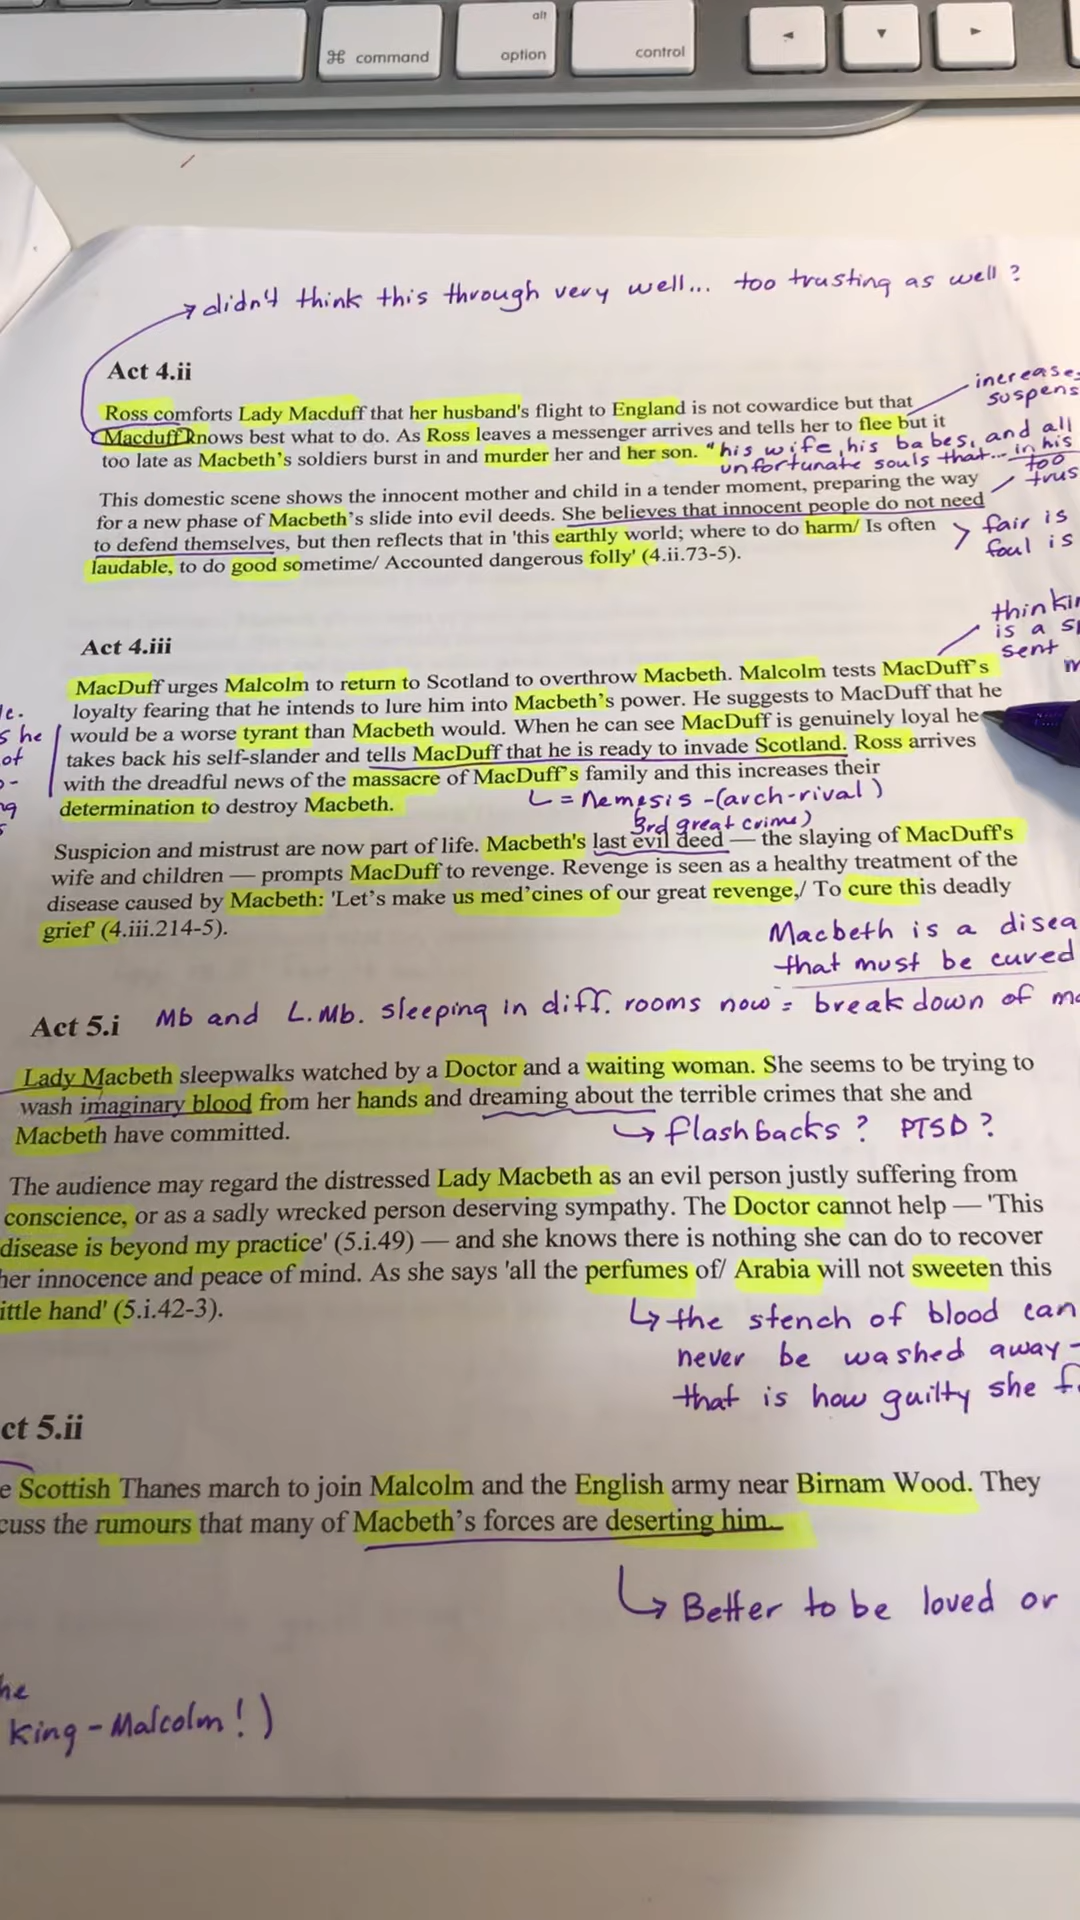 ⌘ command
alt
option
control
◄
▼
►
→ didn't think this through very well... too trusting as well?
Act 4.ii
increase
suspens
Ross comforts Lady Macduff that her husband's flight to England is not cowardice but that
Macduff knows best what to do. As Ross leaves a messenger arrives and tells her to flee but it
too late as Macbeth's soldiers burst in and murder her and her son. "his wife, his babes, and all
unfortunate souls that... in his
too
trus
This domestic scene shows the innocent mother and child in a tender moment, preparing the way
for a new phase of Macbeth's slide into evil deeds. She believes that innocent people do not need
to defend themselves, but then reflects that in 'this earthly world; where to do harm/ Is often
laudable, to do good sometime/ Accounted dangerous folly' (4.ii.73-5).
fair is
foul is
Act 4.iii
thinkin
is a sp
sent
MacDuff urges Malcolm to return to Scotland to overthrow Macbeth. Malcolm tests MacDuff's
loyalty fearing that he intends to lure him into Macbeth's power. He suggests to MacDuff that he
would be a worse tyrant than Macbeth would. When he can see MacDuff is genuinely loyal he
takes back his self-slander and tells MacDuff that he is ready to invade Scotland. Ross arrives
with the dreadful news of the massacre of MacDuff's family and this increases their
determination to destroy Macbeth.
he
of
= nemesis - (arch-rival)
3rd great crime)
Suspicion and mistrust are now part of life. Macbeth's last evil deed — the slaying of MacDuff's
wife and children — prompts MacDuff to revenge. Revenge is seen as a healthy treatment of the
disease caused by Macbeth: 'Let's make us med'cines of our great revenge,/ To cure this deadly
grief' (4.iii.214-5).
Macbeth is a disea
that must be cured
Act 5.i
Mb and L.Mb. sleeping in diff. rooms now = breakdown of ma
Lady Macbeth sleepwalks watched by a Doctor and a waiting woman. She seems to be trying to
wash imaginary blood from her hands and dreaming about the terrible crimes that she and
Macbeth have committed.
↳ flashbacks? PTSD?
The audience may regard the distressed Lady Macbeth as an evil person justly suffering from
conscience, or as a sadly wrecked person deserving sympathy. The Doctor cannot help — 'This
disease is beyond my practice' (5.i.49) — and she knows there is nothing she can do to recover
her innocence and peace of mind. As she says 'all the perfumes of/ Arabia will not sweeten this
ittle hand' (5.i.42-3).
↳ the stench of blood can
never be washed away -
that is how guilty she f
ct 5.ii
e Scottish Thanes march to join Malcolm and the English army near Birnam Wood. They
cuss the rumours that many of Macbeth's forces are deserting him.
↳ Better to be loved or
he
king - Malcolm!)